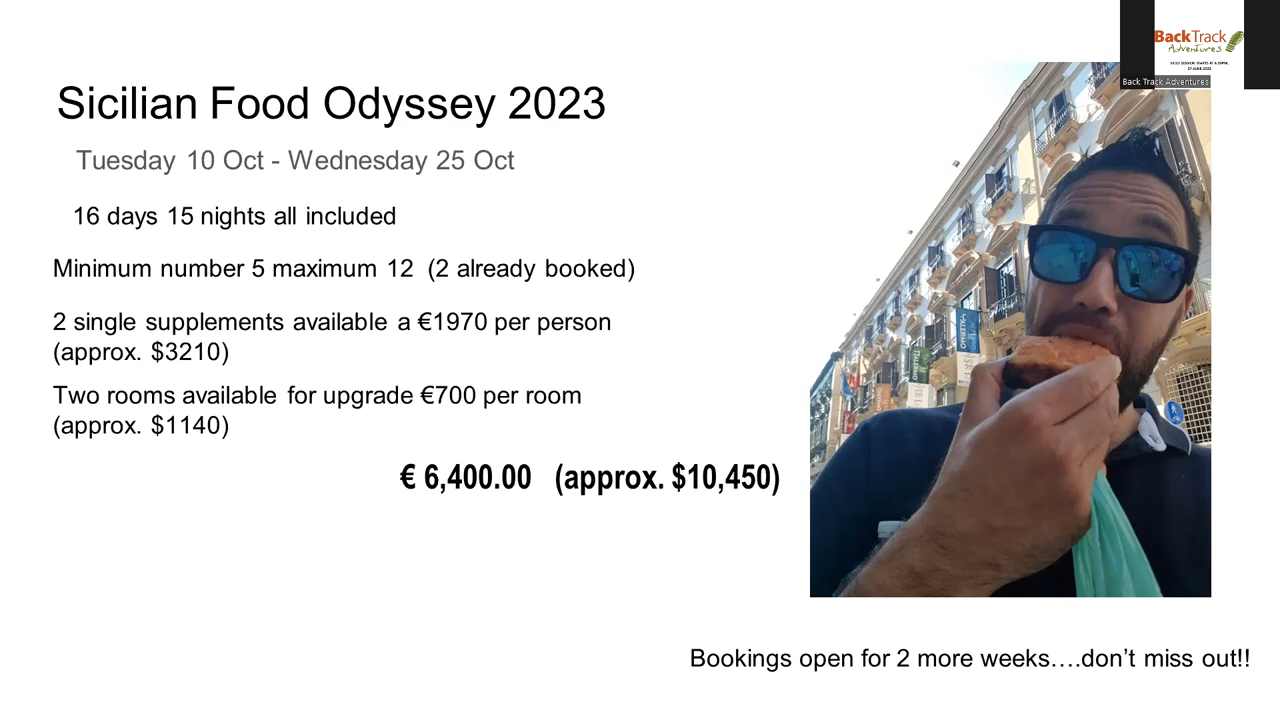 BackTrack
Adventures
Back Track Adventures
Sicilian Food Odyssey 2023
Tuesday 10 Oct - Wednesday 25 Oct
16 days 15 nights all included
Minimum number 5 maximum 12 (2 already booked)
2 single supplements available a €1970 per person
(approx. $3210)
Two rooms available for upgrade €700 per room
(approx. $1140)
€ 6,400.00 (approx. $10,450)
Bookings open for 2 more weeks….don’t miss out!!